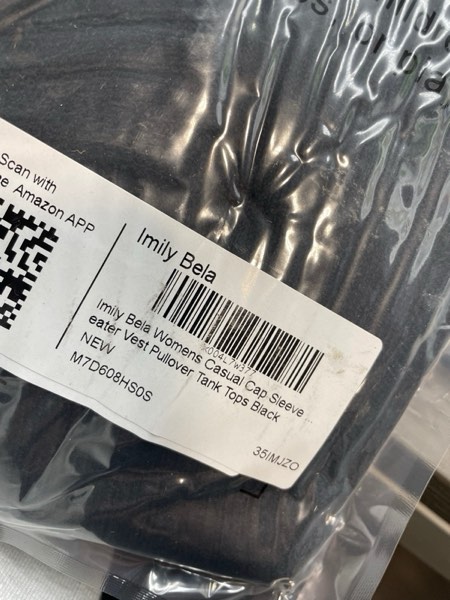 Scan with
Amazon APP
Imily Bela
Imily Bela Womens Casual Cap Sleeve ...
eater Vest Pullover Tank Tops Black
NEW
M7D608HS0S
35IMJZO